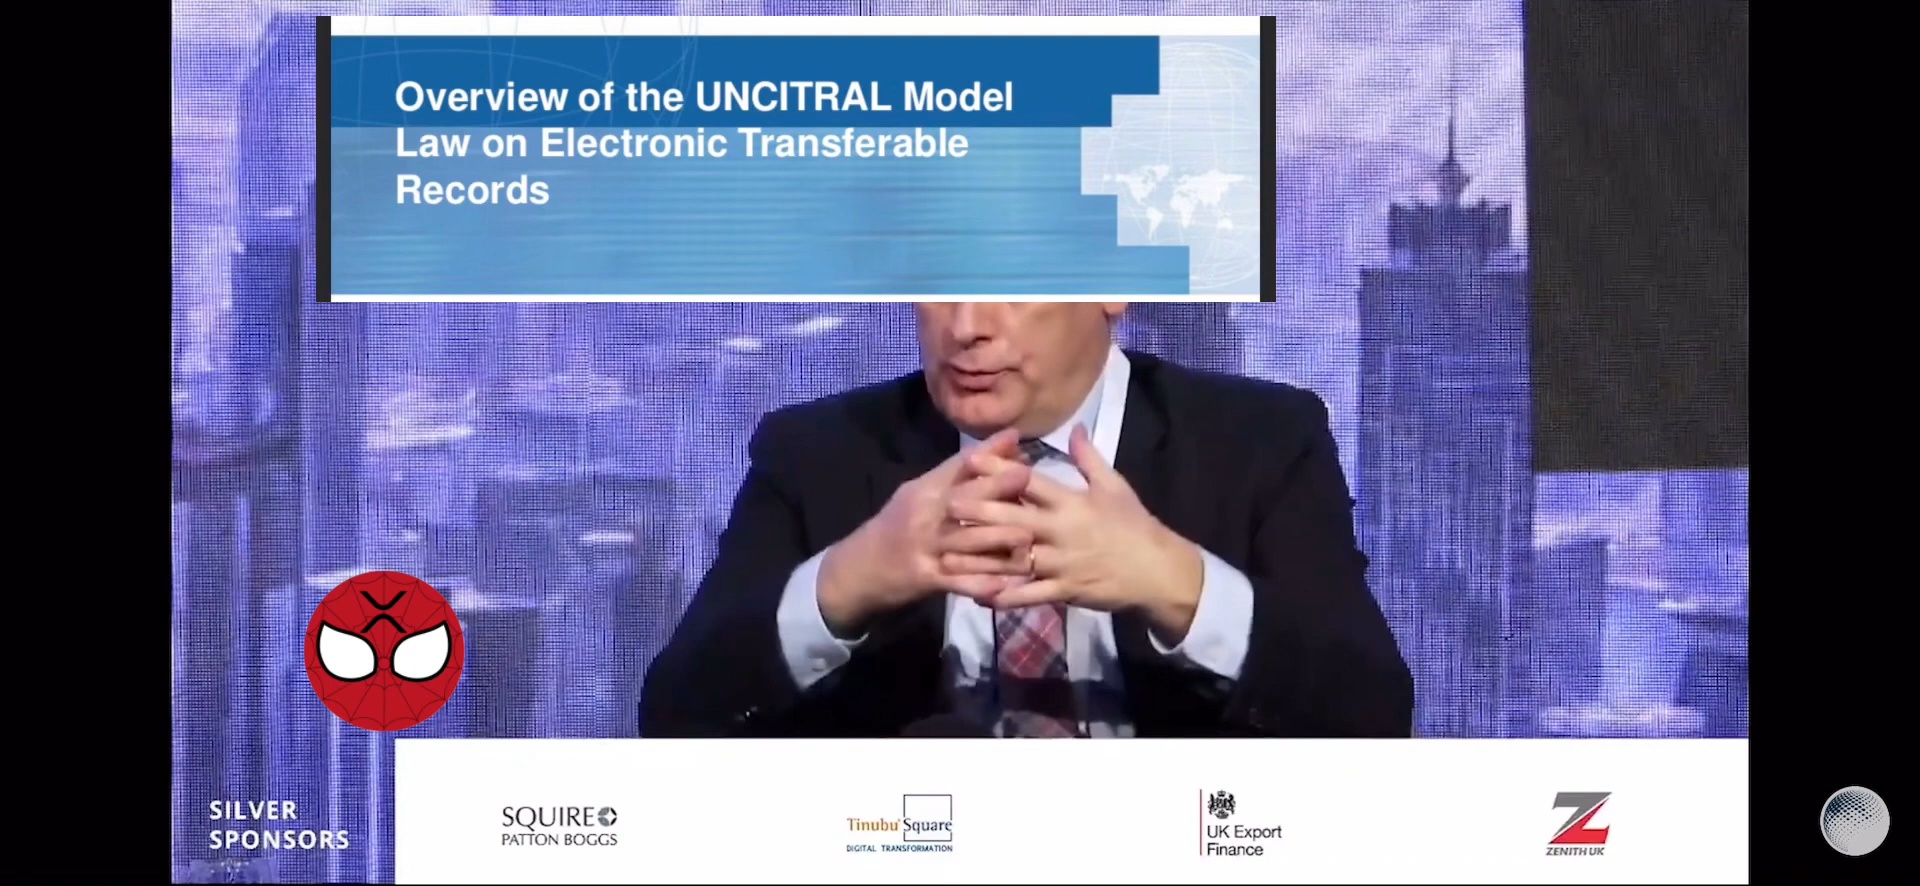 Overview of the UNCITRAL Model
Law on Electronic Transferable
Records
SILVER
SPONSORS
SQUIRE
PATTON BOGGS
Tinubu Square
DIGITAL TRANSFORMATION
UK Export
Finance
Z
ZENITH UK